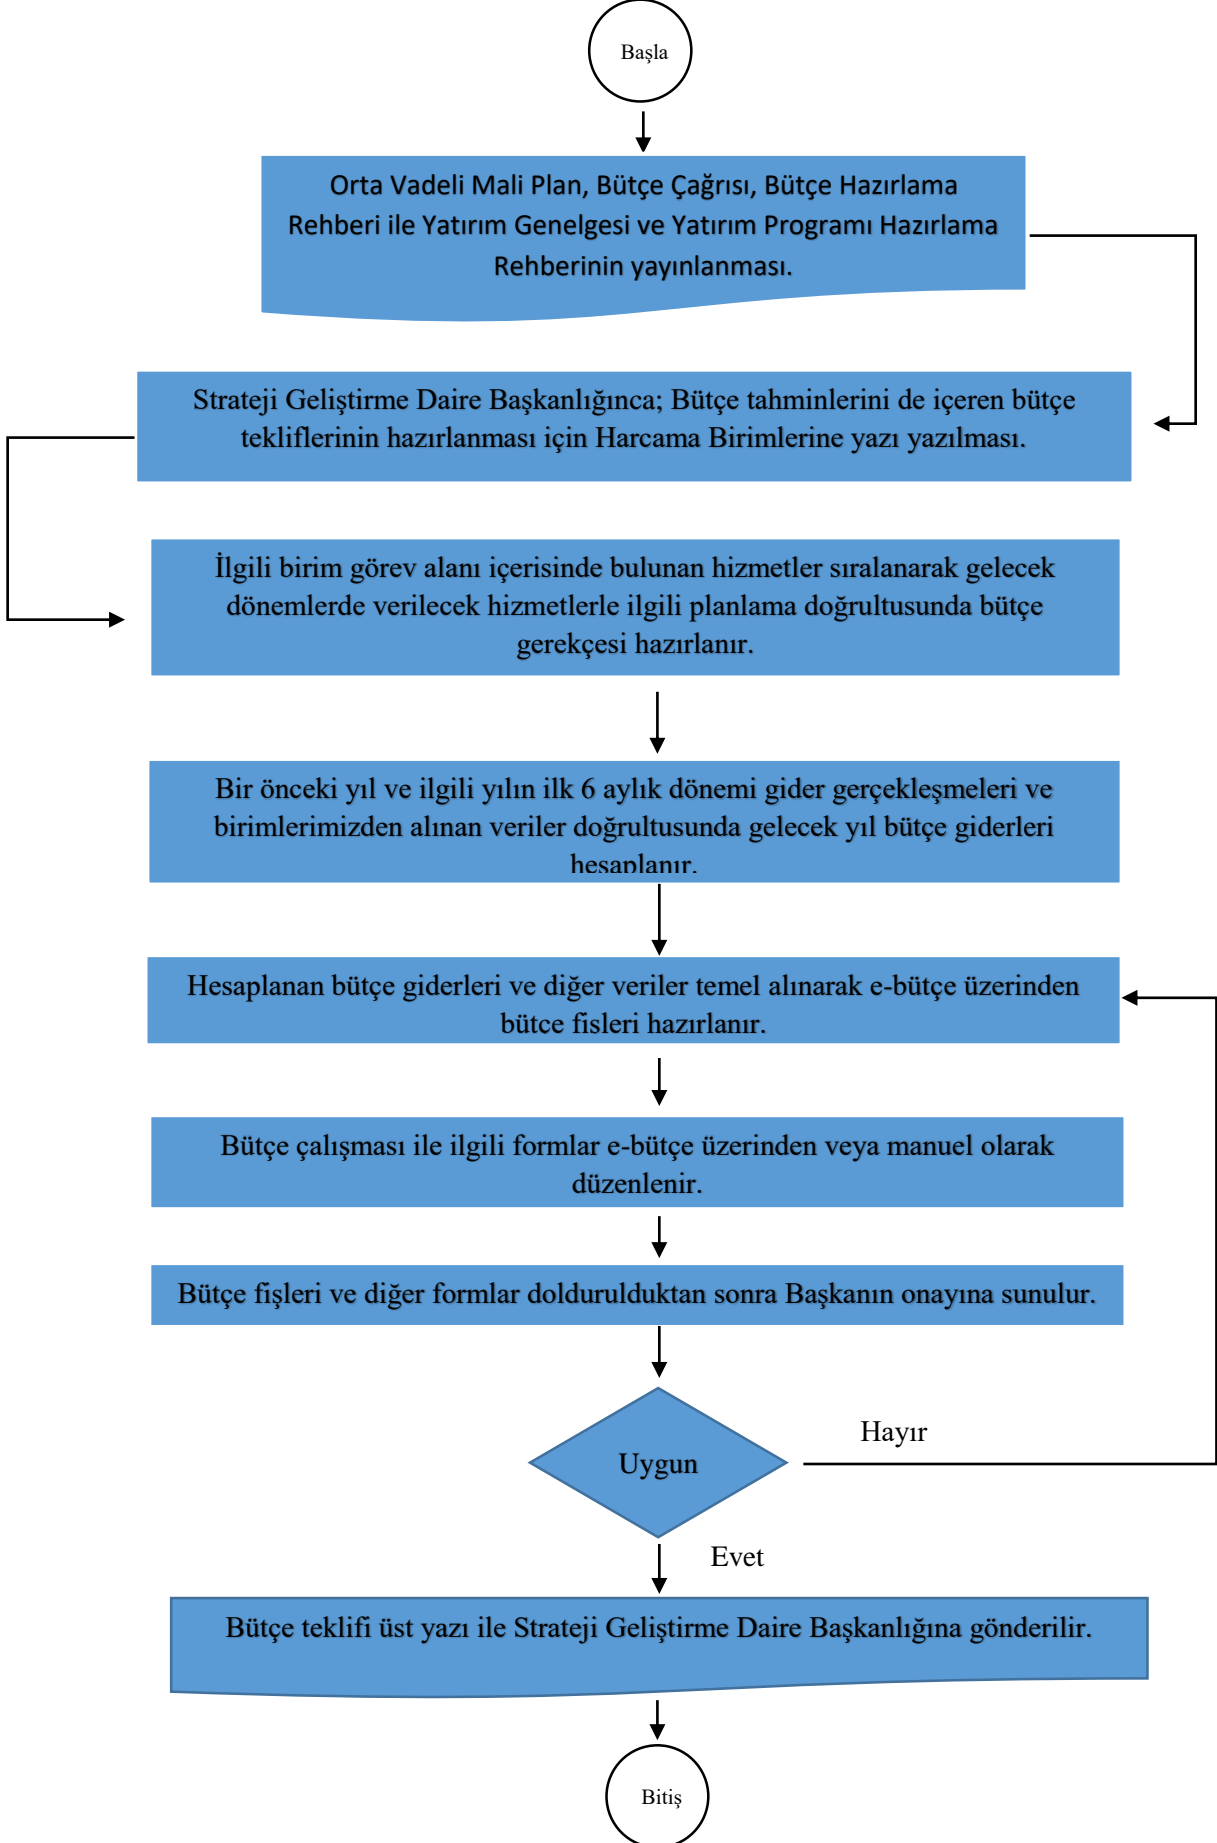 Başla
Orta Vadeli Mali Plan, Bütçe Çağrısı, Bütçe Hazırlama
Rehberi ile Yatırım Genelgesi ve Yatırım Programı Hazırlama
Rehberinin yayınlanması.
Strateji Geliştirme Daire Başkanlığınca; Bütçe tahminlerini de içeren bütçe
tekliflerinin hazırlanması için Harcama Birimlerine yazı yazılması.
İlgili birim görev alanı içerisinde bulunan hizmetler sıralanarak gelecek
dönemlerde verilecek hizmetlerle ilgili planlama doğrultusunda bütçe
gerekçesi hazırlanır.
Bir önceki yıl ve ilgili yılın ilk 6 aylık dönemi gider gerçekleşmeleri ve
birimlerimizden alınan veriler doğrultusunda gelecek yıl bütçe giderleri
hesaplanır.
Hesaplanan bütçe giderleri ve diğer veriler temel alınarak e-bütçe üzerinden
bütçe fişleri hazırlanır.
Bütçe çalışması ile ilgili formlar e-bütçe üzerinden veya manuel olarak
düzenlenir.
Bütçe fişleri ve diğer formlar doldurulduktan sonra Başkanın onayına sunulur.
Hayır
Uygun
Evet
Bütçe teklifi üst yazı ile Strateji Geliştirme Daire Başkanlığına gönderilir.
Bitiş